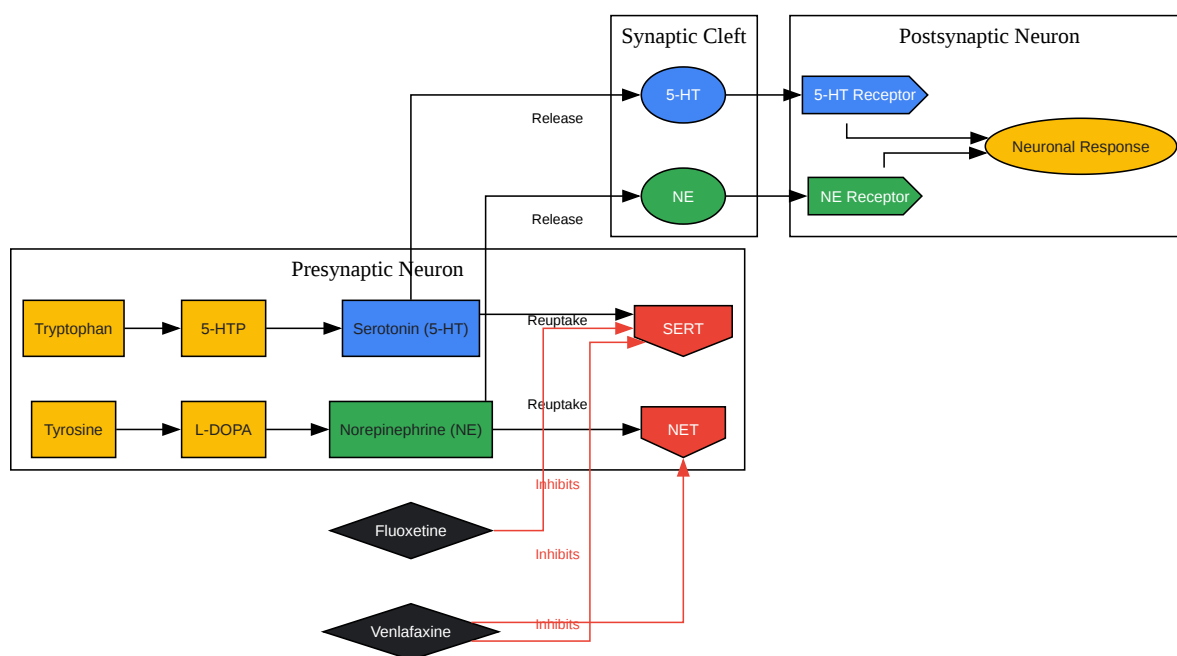 Synaptic Cleft
Postsynaptic Neuron
5-HT
5-HT Receptor
Release
Neuronal Response
NE
NE Receptor
Release
Presynaptic Neuron
Tryptophan
5-HTP
Serotonin (5-HT)
Reuptake
SERT
Tyrosine
L-DOPA
Norepinephrine (NE)
Reuptake
NET
Inhibits
Fluoxetine
Inhibits
Venlafaxine
Inhibits